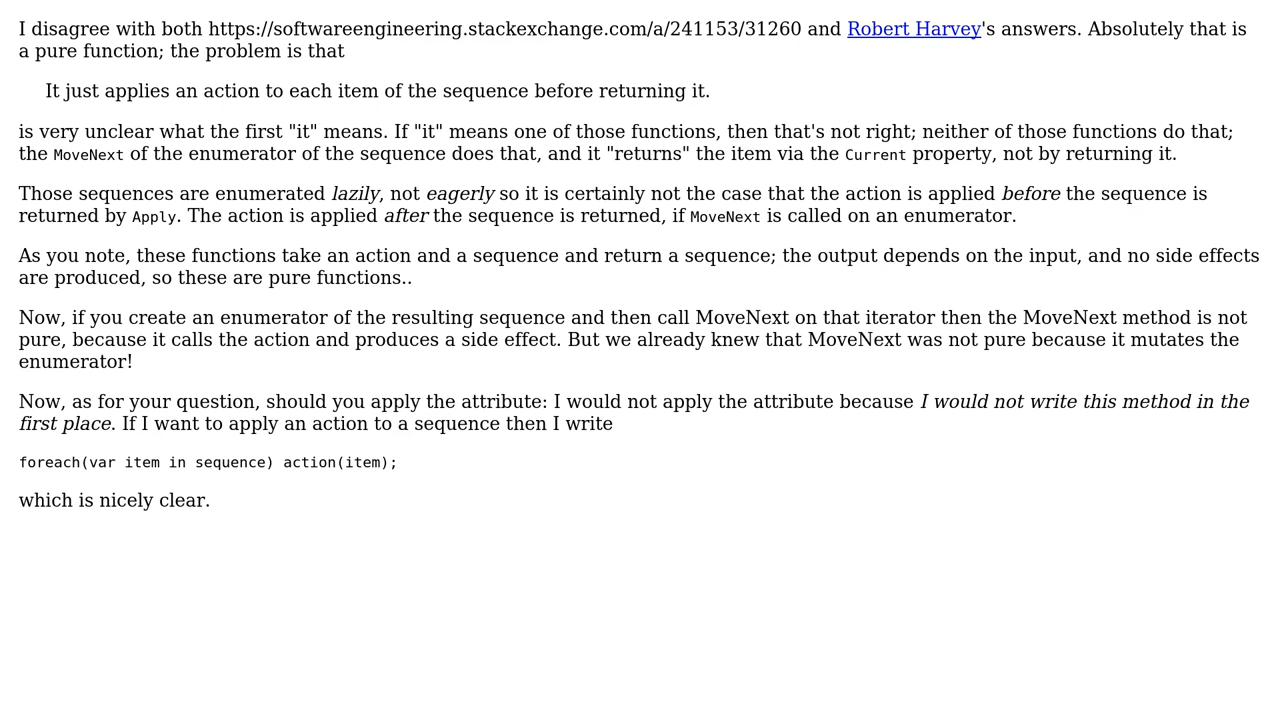 I disagree with both https://softwareengineering.stackexchange.com/a/241153/31260 and Robert Harvey's answers. Absolutely that is
a pure function; the problem is that
It just applies an action to each item of the sequence before returning it.
is very unclear what the first "it" means. If "it" means one of those functions, then that's not right; neither of those functions do that;
the MoveNext of the enumerator of the sequence does that, and it "returns" the item via the Current property, not by returning it.
Those sequences are enumerated lazily, not eagerly so it is certainly not the case that the action is applied before the sequence is
returned by Apply. The action is applied after the sequence is returned, if MoveNext is called on an enumerator.
As you note, these functions take an action and a sequence and return a sequence; the output depends on the input, and no side effects
are produced, so these are pure functions..
Now, if you create an enumerator of the resulting sequence and then call MoveNext on that iterator then the MoveNext method is not
pure, because it calls the action and produces a side effect. But we already knew that MoveNext was not pure because it mutates the
enumerator!
Now, as for your question, should you apply the attribute: I would not apply the attribute because I would not write this method in the
first place. If I want to apply an action to a sequence then I write
foreach(var item in sequence) action(item);
which is nicely clear.